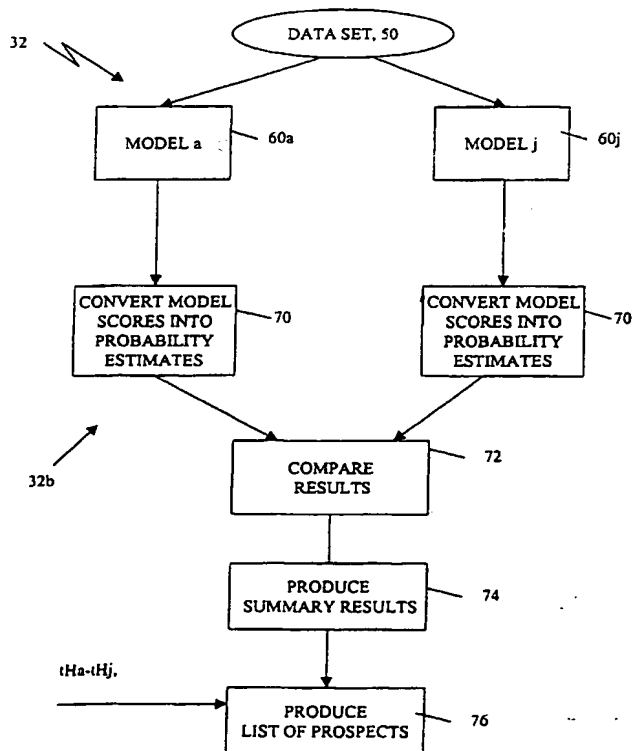 DATA SET, 50
32
MODEL a
60a
MODEL j
60j
CONVERT MODEL
SCORES INTO
PROBABILITY
ESTIMATES
70
CONVERT MODEL
SCORES INTO
PROBABILITY
ESTIMATES
70
32b
COMPARE
RESULTS
72
PRODUCE
SUMMARY RESULTS
74
tHa-tHj,
PRODUCE
LIST OF PROSPECTS
76